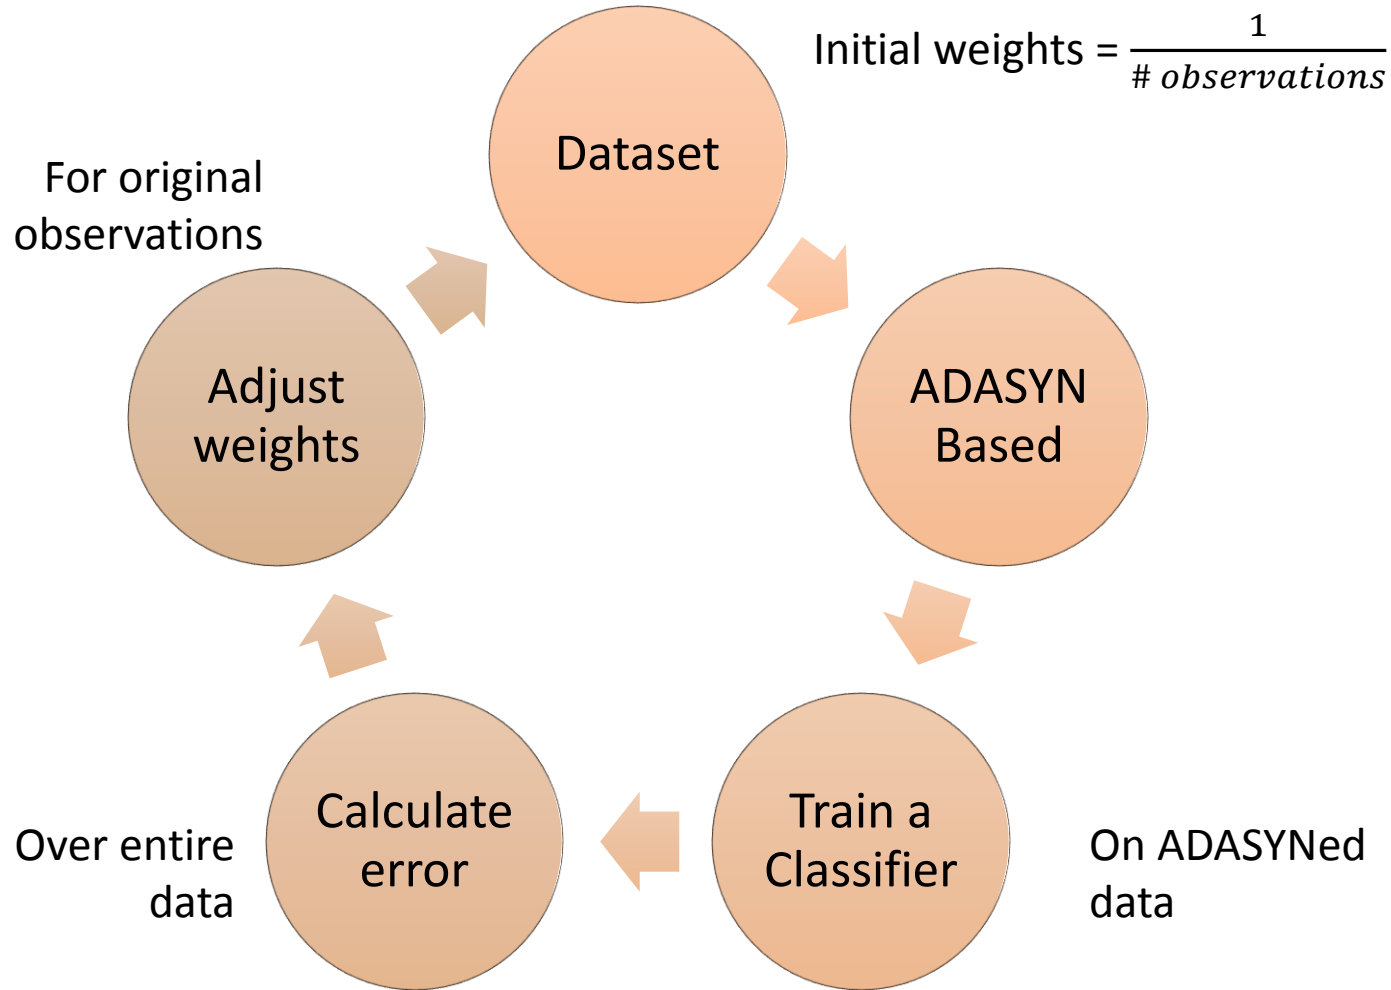 Initial weights = 1 / # observations
Dataset
For original
observations
ADASYN
Based
Adjust
weights
Train a
Classifier
On ADASYNed
data
Calculate
error
Over entire
data